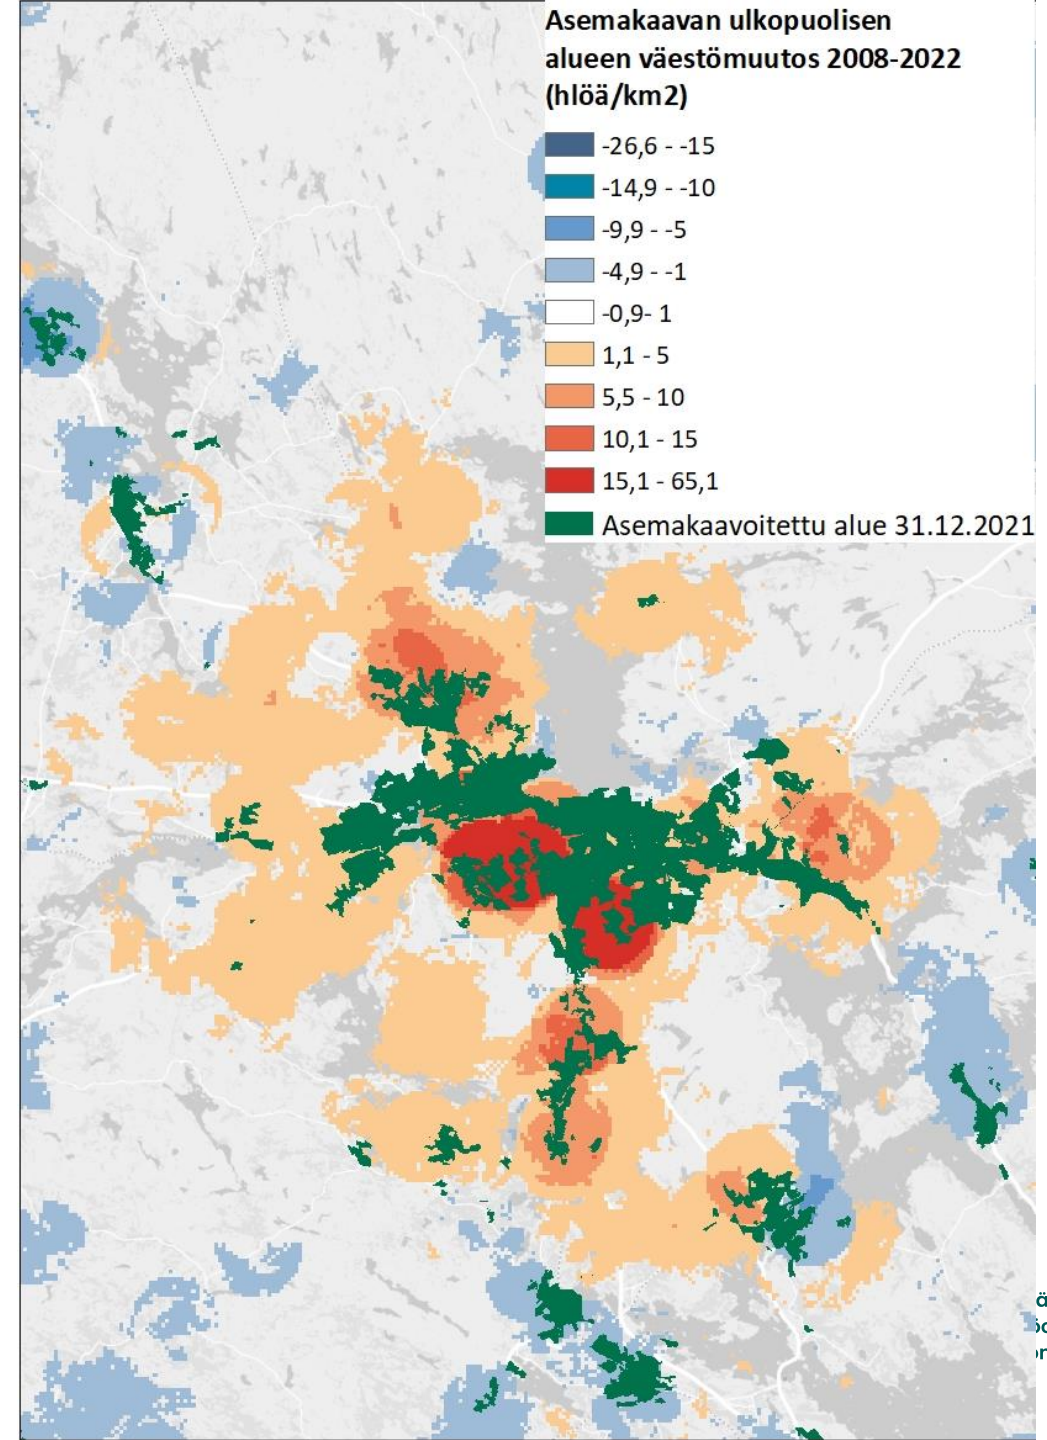 Asemakaavan ulkopuolisen
alueen väestömuutos 2008-2022
(hlöä/km2)
-26,6 - -15
-14,9 - -10
-9,9 - -5
-4,9 - -1
-0,9- 1
1,1 - 5
5,5 - 10
10,1 - 15
15,1 - 65,1
Asemakaavoitettu alue 31.12.2021